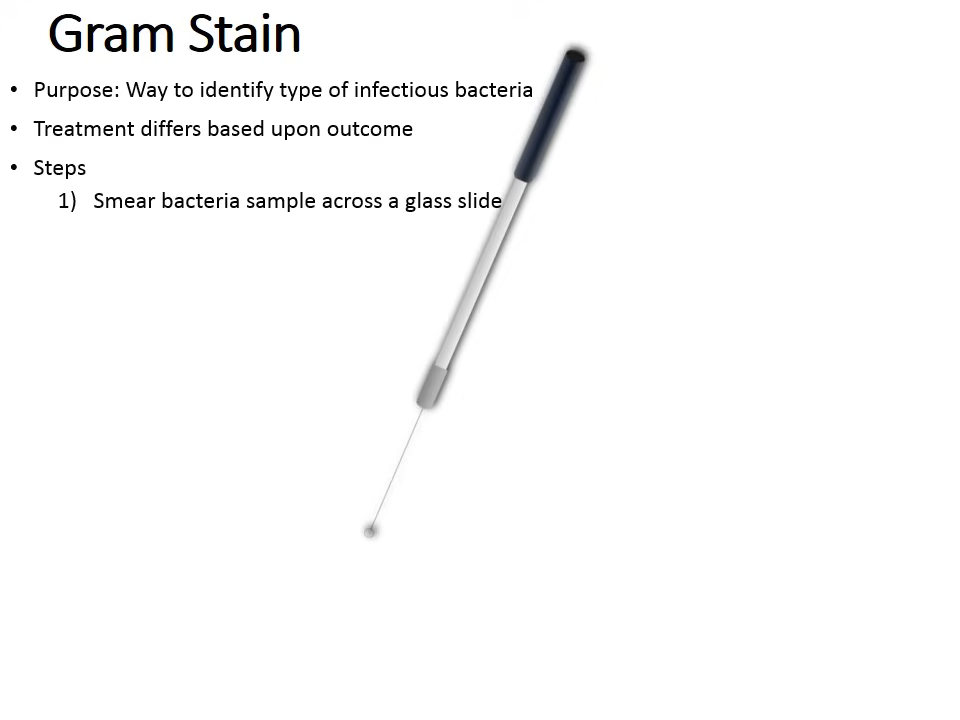 Gram Stain
• Purpose: Way to identify type of infectious bacteria
• Treatment differs based upon outcome
• Steps
1) Smear bacteria sample across a glass slide